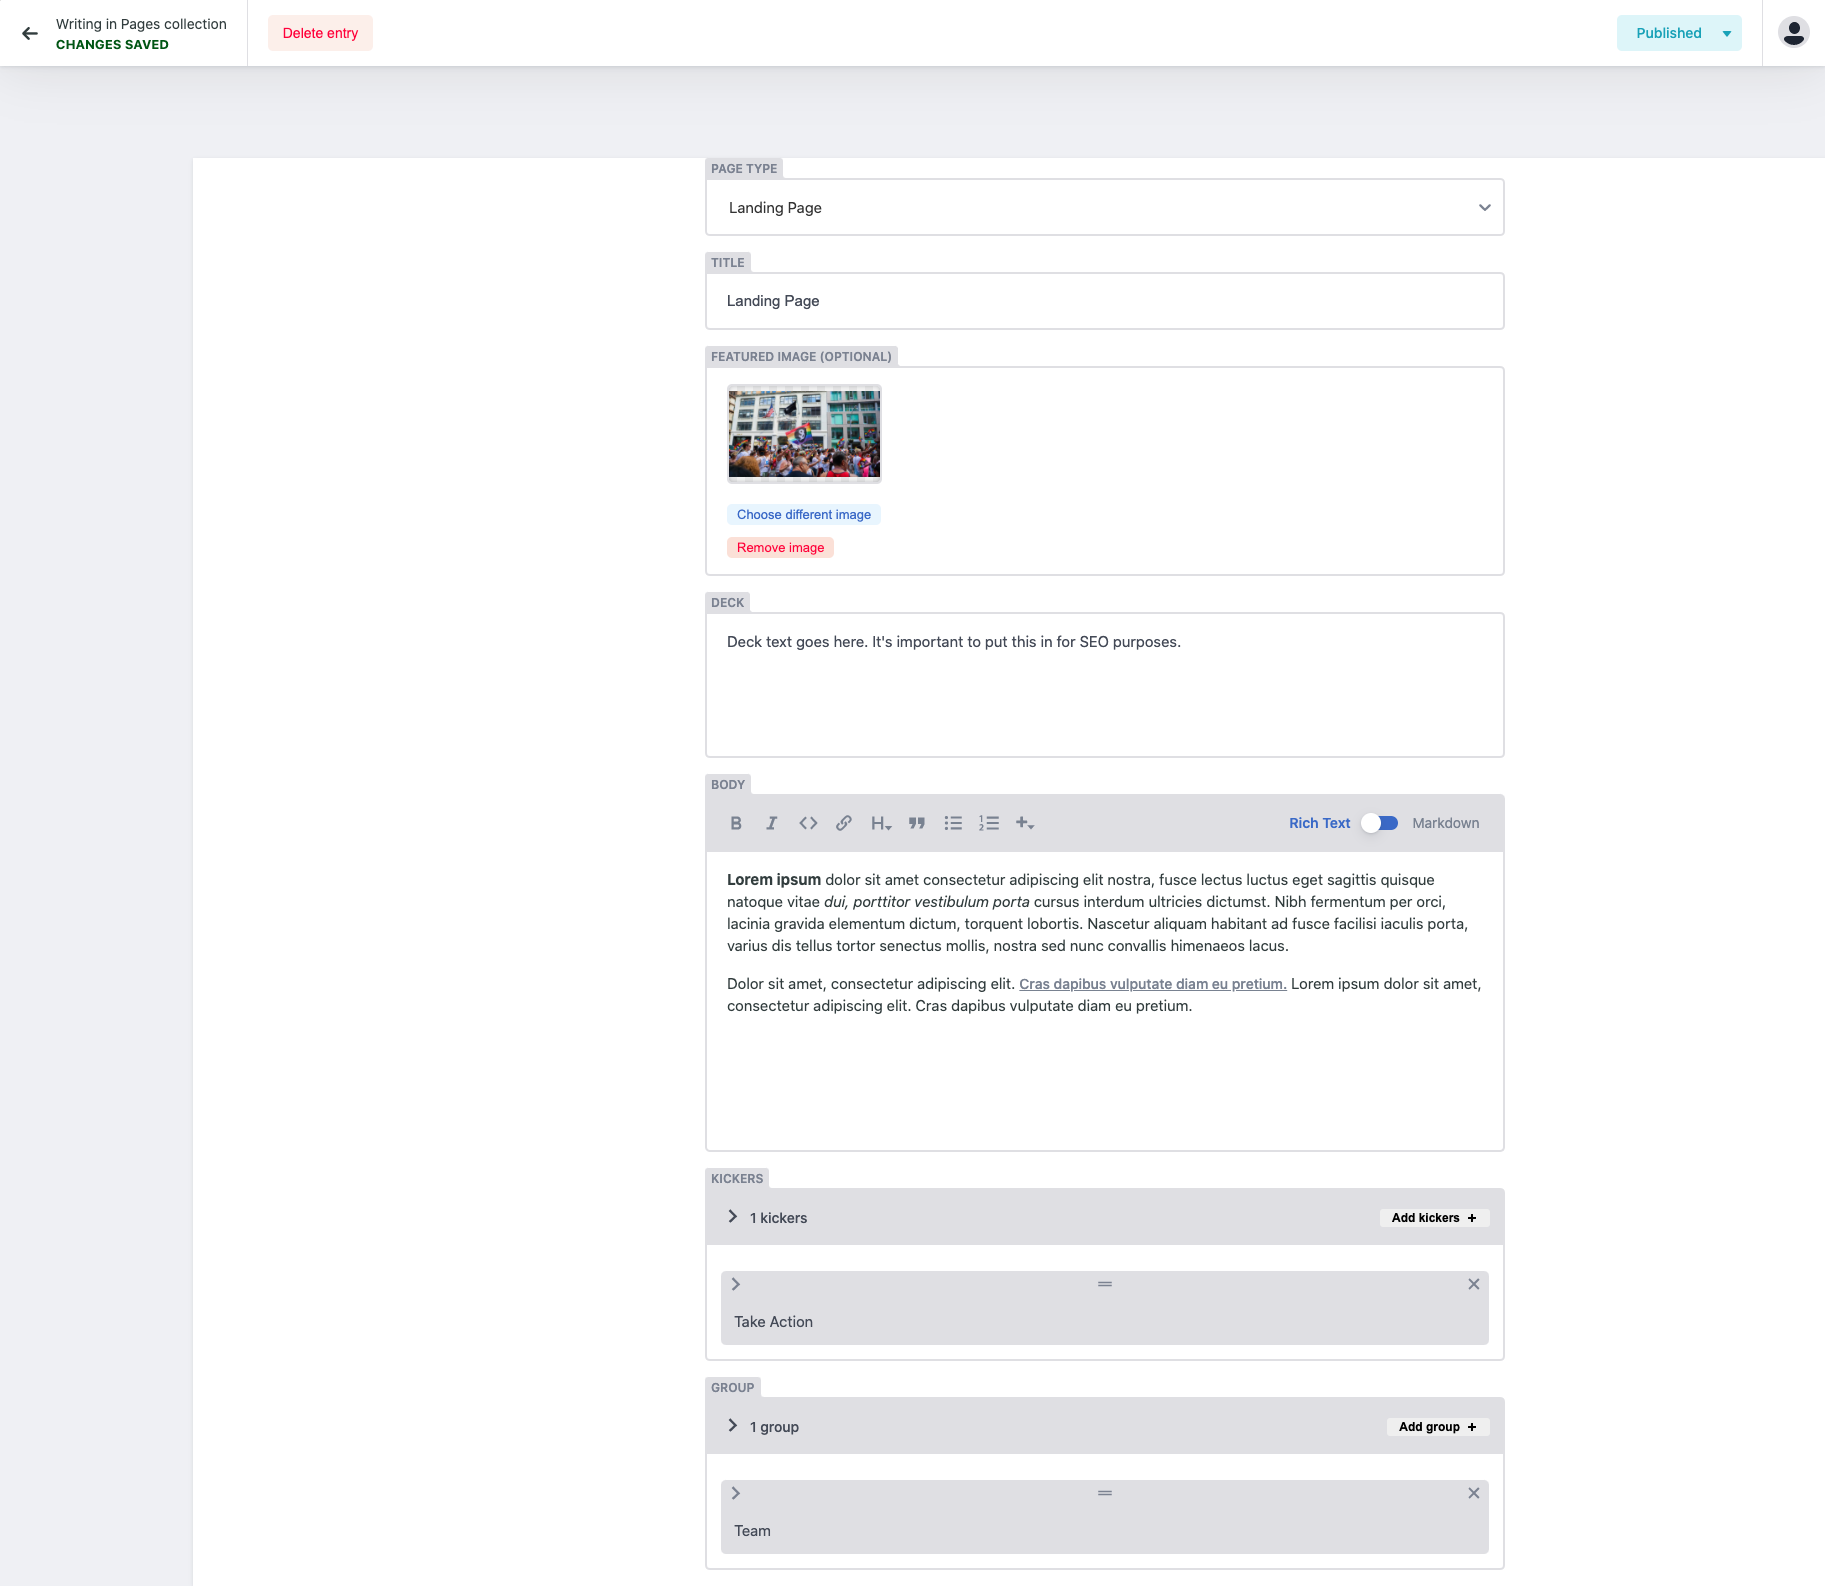 Writing in Pages collection
CHANGES SAVED
Delete entry
Published
PAGE TYPE
Landing Page
TITLE
Landing Page
FEATURED IMAGE (OPTIONAL)
Choose different image
Remove image
DECK
Deck text goes here. It's important to put this in for SEO purposes.
BODY
B I <> H
Rich Text Markdown
Lorem ipsum dolor sit amet consectetur adipiscing elit nostra, fusce lectus luctus eget sagittis quisque
natoque vitae dui, porttitor vestibulum porta cursus interdum ultricies dictumst. Nibh fermentum per orci,
lacinia gravida elementum dictum, torquent lobortis. Nascetur aliquam habitant ad fusce facilisi iaculis porta,
varius dis tellus tortor senectus mollis, nostra sed nunc convallis himenaeos lacus.
Dolor sit amet, consectetur adipiscing elit. Cras dapibus vulputate diam eu pretium. Lorem ipsum dolor sit amet,
consectetur adipiscing elit. Cras dapibus vulputate diam eu pretium.
KICKERS
1 kickers
Add kickers +
Take Action
GROUP
1 group
Add group +
Team